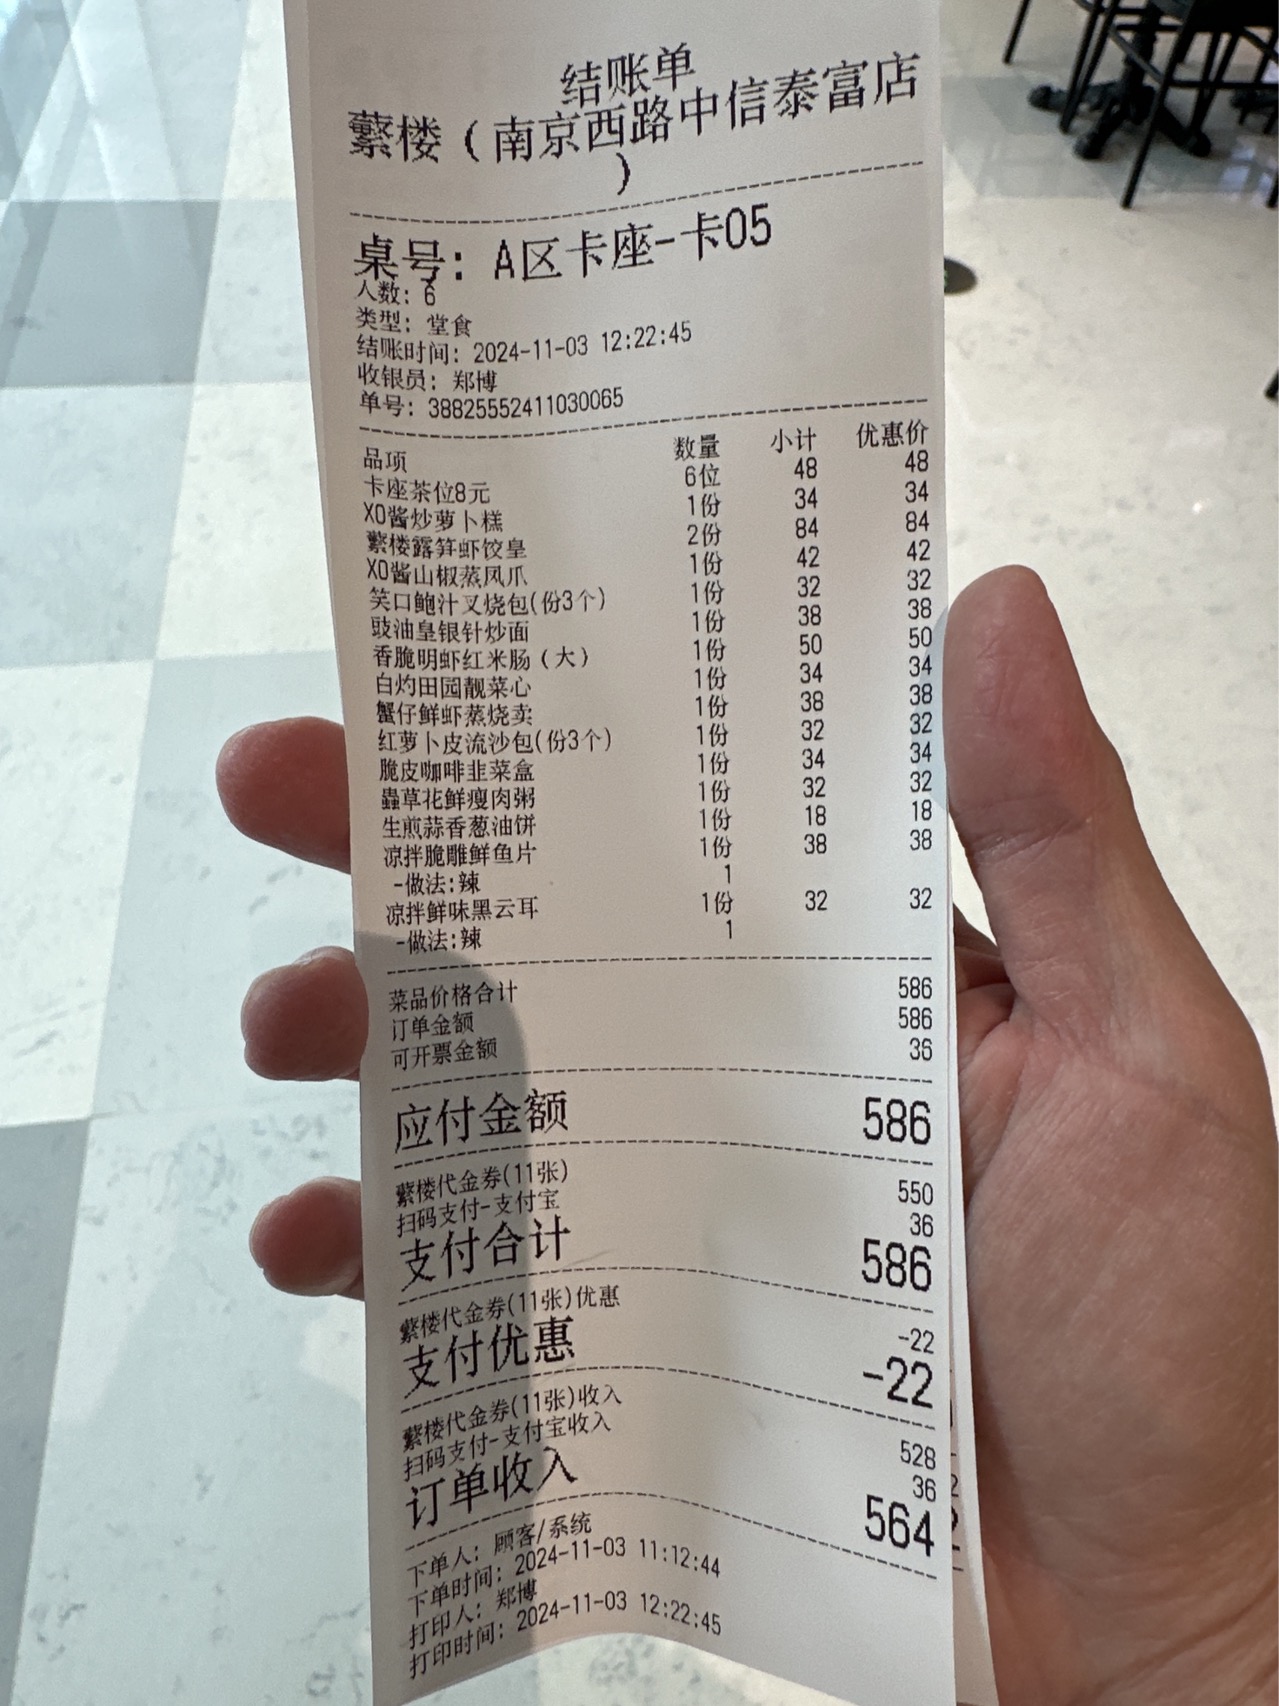 结账单
蘩楼（南京西路中信泰富店
）
桌号：A区卡座-卡05
人数：6
类型：堂食
结账时间：2024-11-03 12:22:45
收银员：郑博
单号：38825552411030065
品项 数量 小计 优惠价
卡座茶位8元 6位 48 48
XO酱炒萝卜糕 1份 34 34
蘩楼露笋虾饺皇 2份 84 84
XO酱山椒蒸凤爪 1份 42 42
笑口鲍汁叉烧包(份3个) 1份 32 32
豉油皇银针炒面 1份 38 38
香脆明虾红米肠（大） 1份 50 50
白灼田园靓菜心 1份 34 34
蟹仔鲜虾蒸烧卖 1份 38 38
红萝卜皮流沙包(份3个) 1份 32 32
脆皮咖啡韭菜盒 1份 34 34
蟲草花鲜瘦肉粥 1份 32 32
生煎蒜香葱油饼 1份 18 18
凉拌脆雕鲜鱼片 1份 38 38
-做法:辣 1
凉拌鲜味黑云耳 1份 32 32
-做法:辣 1
菜品价格合计 586
订单金额 586
可开票金额 36
应付金额 586
蘩楼代金券(11张) 550
扫码支付-支付宝 36
支付合计 586
蘩楼代金券(11张)优惠 -22
支付优惠 -22
蘩楼代金券(11张)收入 528
扫码支付-支付宝收入 36
订单收入 564
下单人：顾客/系统
下单时间：2024-11-03 11:12:44
打印人：郑博
打印时间：2024-11-03 12:22:45